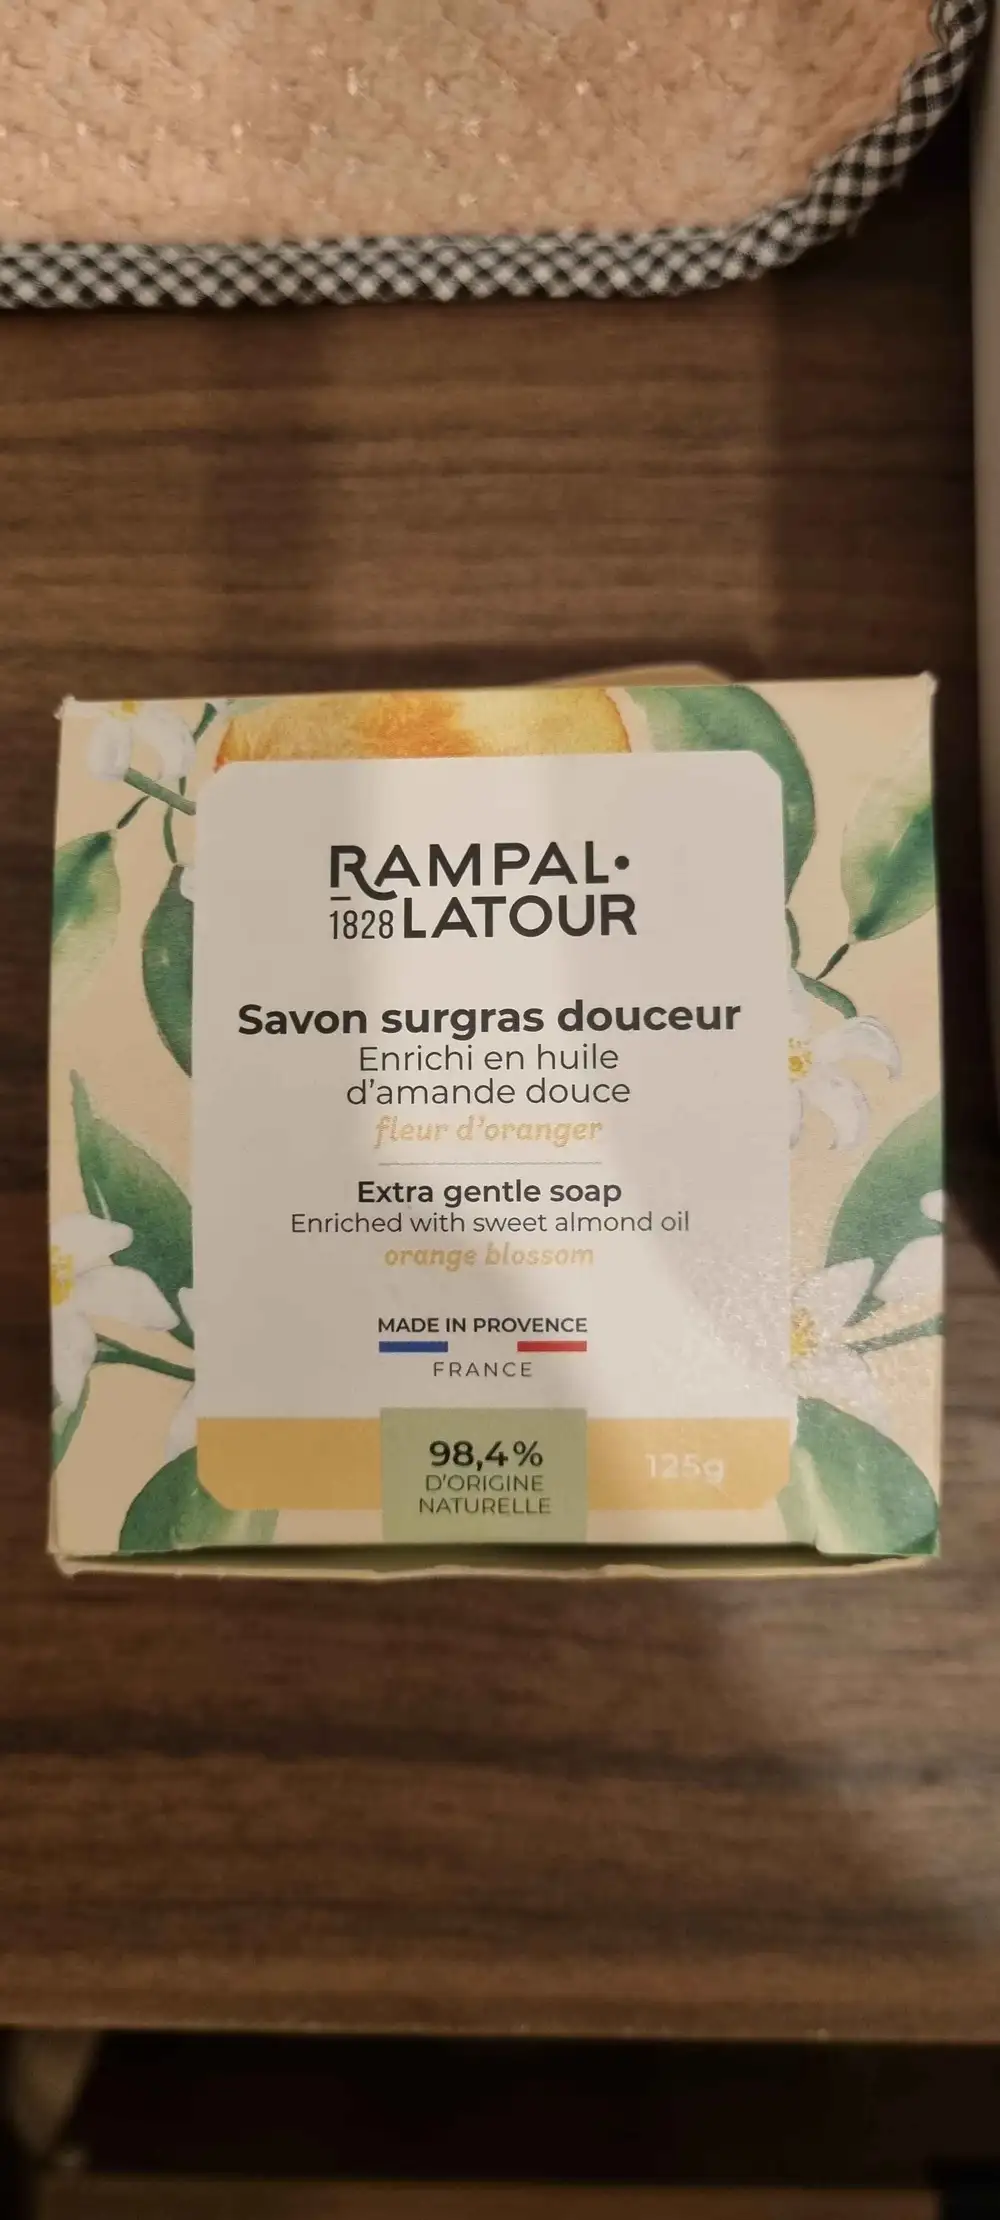 RAMPAL•
1828 LATOUR
Savon surgras douceur
Enrichi en huile
d'amande douce
fleur d'oranger
Extra gentle soap
Enriched with sweet almond oil
orange blossom
MADE IN PROVENCE
FRANCE
98,4%
D'ORIGINE
NATURELLE
125g